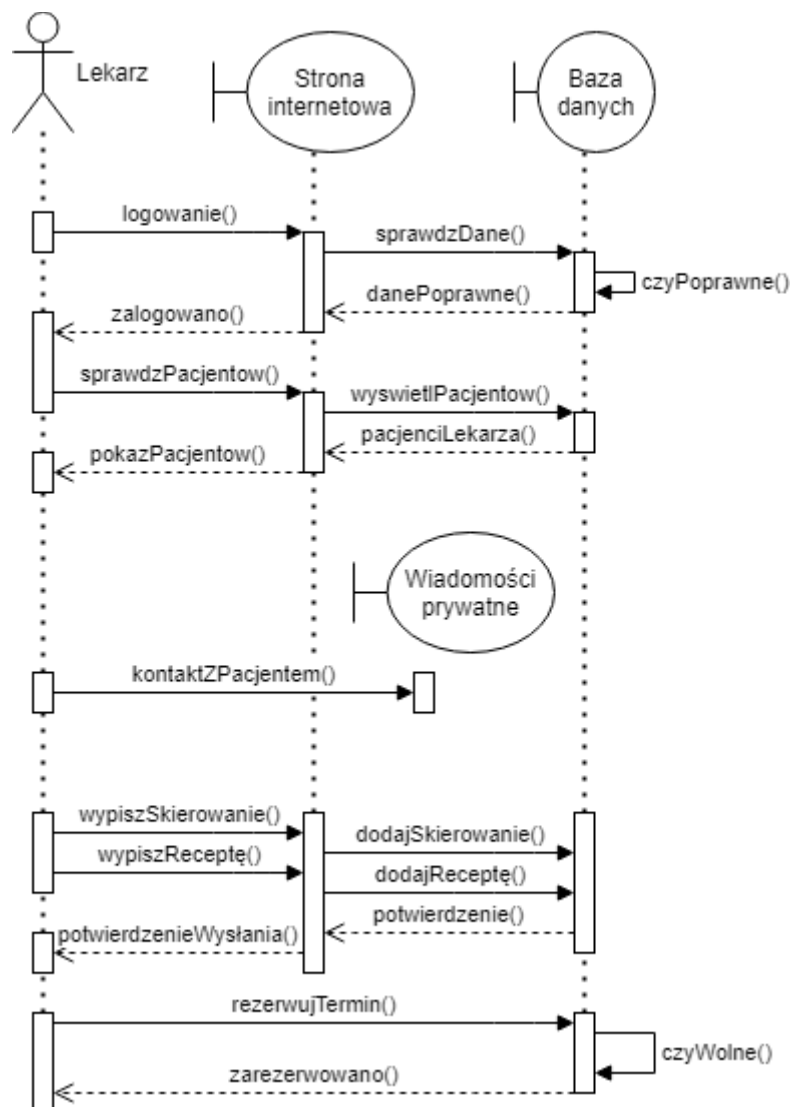 Lekarz
Strona
internetowa
Baza
danych
logowanie()
sprawdzDane()
czyPoprawne()
danePoprawne()
zalogowano()
sprawdzPacjentow()
wyswietlPacjentow()
pacjenciLekarza()
pokazPacjentow()
Wiadomości
prywatne
kontaktZPacjentem()
wypiszSkierowanie()
dodajSkierowanie()
wypiszReceptę()
dodajReceptę()
potwierdzenie()
potwierdzenieWysłania()
rezerwujTermin()
czyWolne()
zarezerwowano()